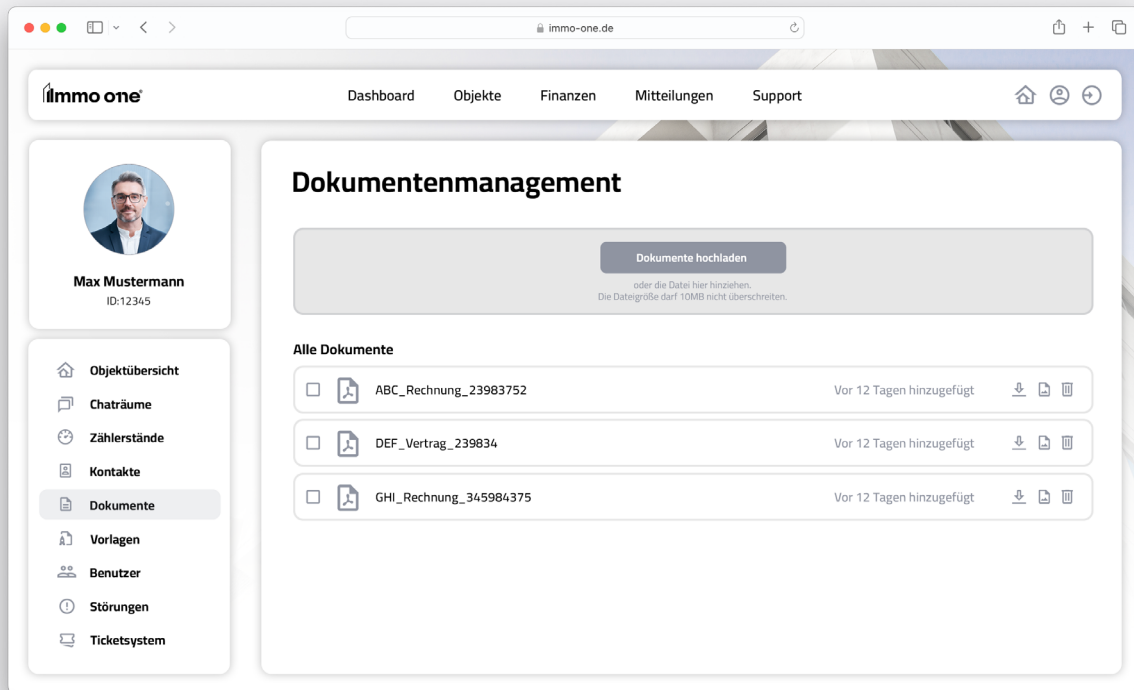 immo-one.de
immo one®
Dashboard Objekte Finanzen Mitteilungen Support
Max Mustermann
ID:12345
Objektübersicht
Chaträume
Zählerstände
Kontakte
Dokumente
Vorlagen
Benutzer
Störungen
Ticketsystem
Dokumentenmanagement
Dokumente hochladen
oder die Datei hier hinziehen.
Die Dateigröße darf 10MB nicht überschreiten.
Alle Dokumente
ABC_Rechnung_23983752 Vor 12 Tagen hinzugefügt
DEF_Vertrag_239834 Vor 12 Tagen hinzugefügt
GHI_Rechnung_345984375 Vor 12 Tagen hinzugefügt